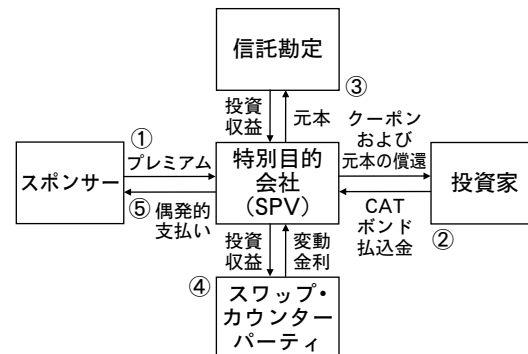 信託勘定
③
投資
収益
元本
クーポン
および
元本の償還
①
プレミアム
スポンサー
特別目的
会社
（SPV）
投資家
⑤
偶発的
支払い
CAT
ボンド
払込金
②
投資
収益
変動
金利
④
スワップ・
カウンター
パーティ